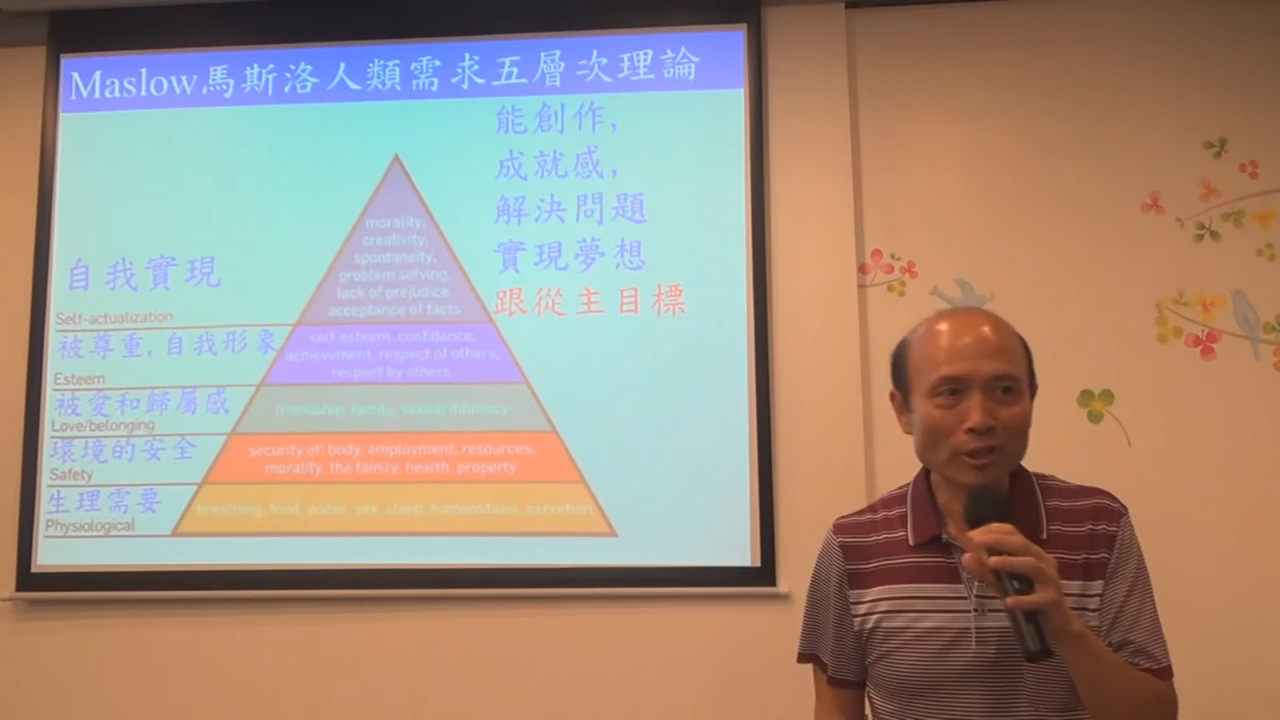 Maslow馬斯洛人類需求五層次理論
能創作,
成就感,
解決問題
實現夢想
跟從主目標
morality,
creativity,
spontaneity,
problem solving,
lack of prejudice,
acceptance of facts
自我實現
Self-actualization
self-esteem, confidence,
achievement, respect of others,
respect by others
被尊重, 自我形象
Esteem
friendship, family, sexual intimacy
被愛和歸屬感
Love/belonging
security of: body, employment, resources,
morality, the family, health, property
環境的安全
Safety
breathing, food, water, sex, sleep, homeostasis, excretion
生理需要
Physiological